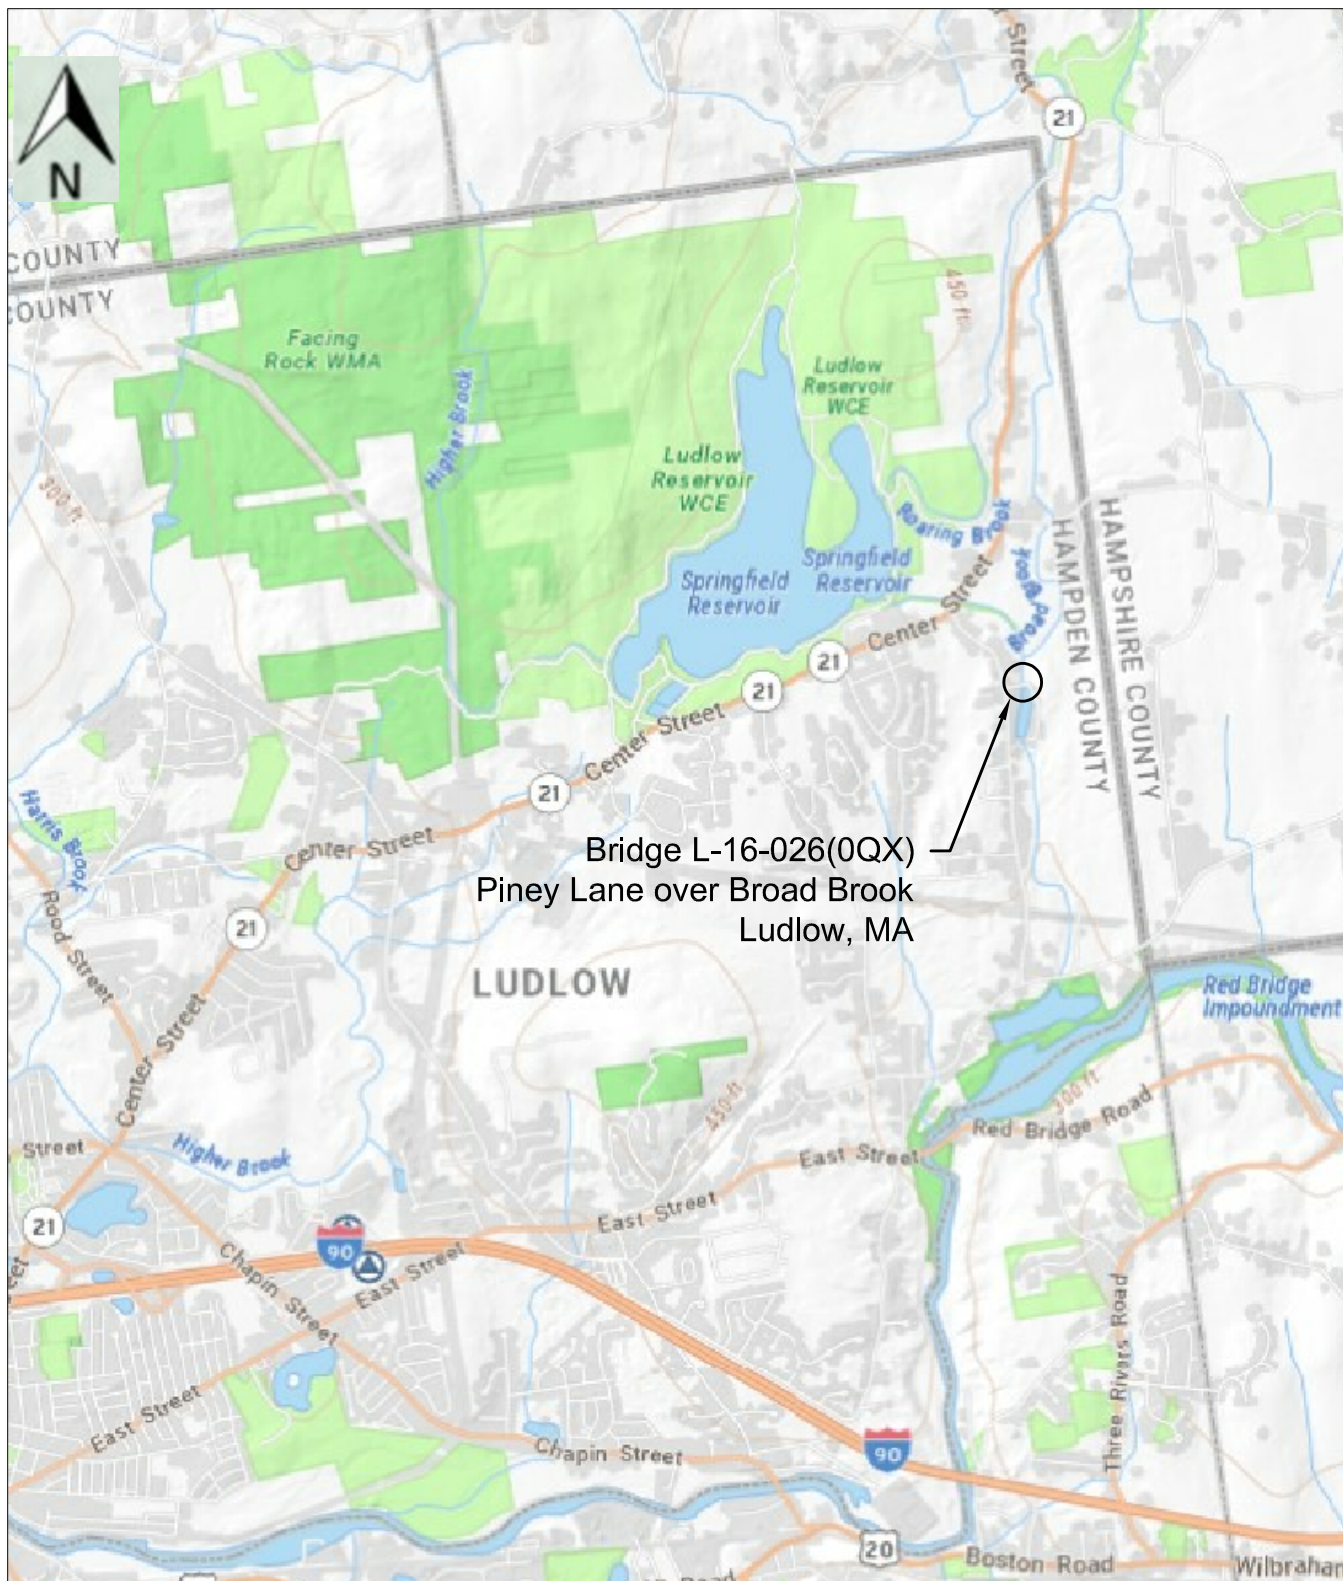 Street
21
N
COUNTY
COUNTY
Facing
Rock WMA
450 ft
Ludlow
Reservoir
WCE
Higher Brook
Ludlow
Reservoir
WCE
300 ft
Roaring Brook
HAMPSHIRE COUNTY
HAMPDEN COUNTY
Springfield
Reservoir
Springfield
Reservoir
Broad Brook
Center Street
21
21
Center Street
21
Harris Brook
Center Street
Bridge L-16-026(0QX)
Piney Lane over Broad Brook
Ludlow, MA
Rood Street
21
LUDLOW
Red Bridge
Impoundment
Center Street
300 ft
450 ft
Red Bridge Road
Street
Higher Brook
East Street
East Street
21
90
Chapin Street
East Street
Three Rivers Road
East Street
Chapin Street
90
20
Boston Road
Wilbraham
Road